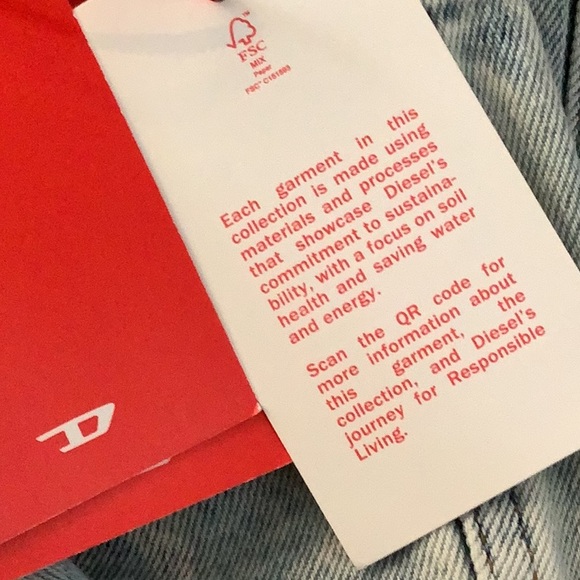 FSC
MIX
Paper
Each garment in this
collection is made using
materials and processes
that showcase Diesel's
commitment to sustaina-
bility, with a focus on soil
health and saving water
and energy.
Scan the QR code for
more information about
this garment, the
collection, and Diesel's
journey for Responsible
Living.
D